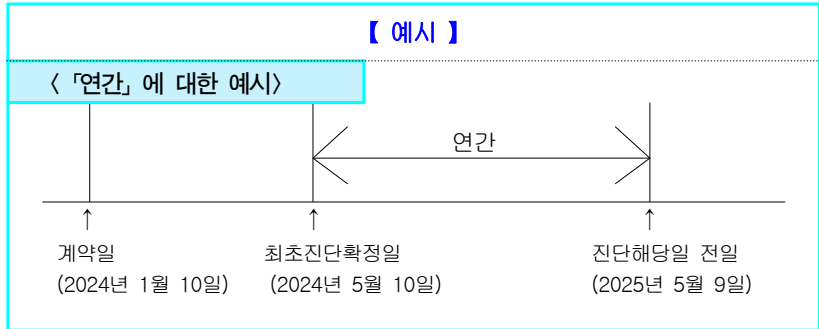 【 예시 】
〈 「연간」에 대한 예시〉
연간
↑ ↑ ↑
계약일 최초진단확정일 진단해당일 전일
(2024년 1월 10일) (2024년 5월 10일) (2025년 5월 9일)